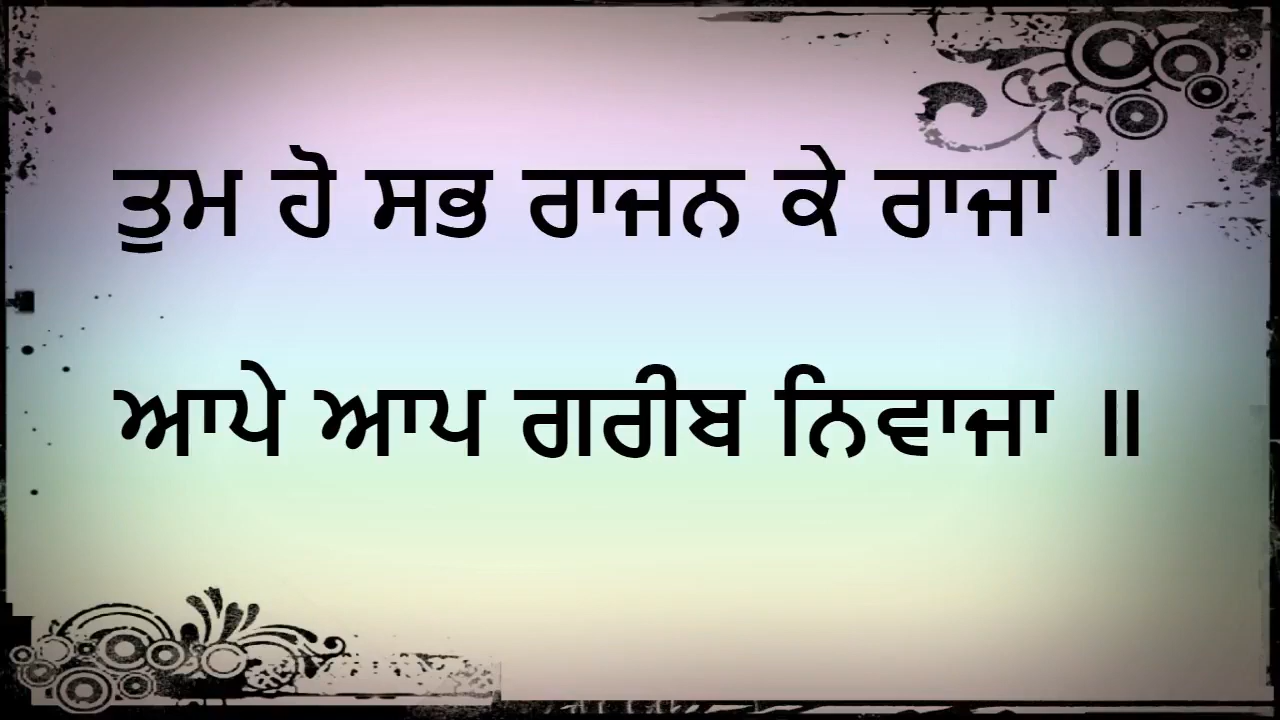 ਤੁਮ ਹੋ ਸਭ ਰਾਜਨ ਕੇ ਰਾਜਾ ॥
ਆਪੇ ਆਪ ਗਰੀਬ ਨਿਵਾਜਾ ॥